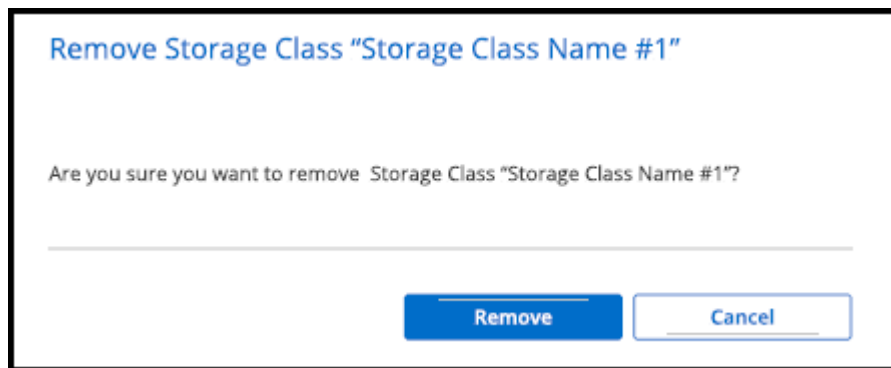 Remove Storage Class “Storage Class Name #1”
Are you sure you want to remove  Storage Class “Storage Class Name #1”?
Remove
Cancel